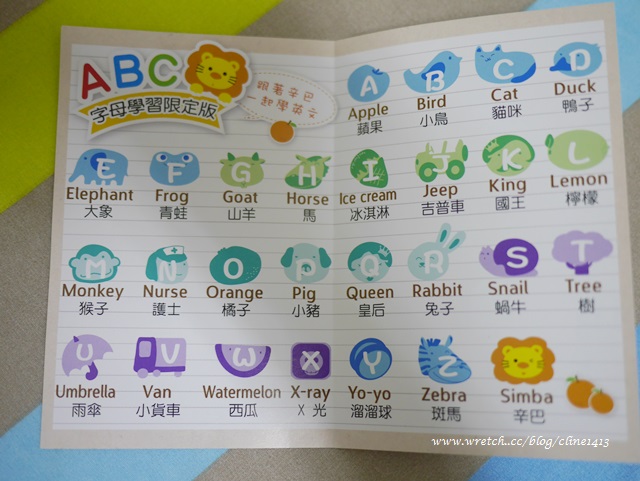 ABC
字母學習限定版
跟著辛巴
一起學英文
A B C D
Apple Bird Cat Duck
蘋果 小鳥 貓咪 鴨子
E F G H I J K L
Elephant Frog Goat Horse Ice cream Jeep King Lemon
大象 青蛙 山羊 馬 冰淇淋 吉普車 國王 檸檬
M N O P Q R S T
Monkey Nurse Orange Pig Queen Rabbit Snail Tree
猴子 護士 橘子 小豬 皇后 兔子 蝸牛 樹
U V W X Y Z
Umbrella Van Watermelon X-ray Yo-yo Zebra Simba
雨傘 小貨車 西瓜 X光 溜溜球 斑馬 辛巴
www.wretch.cc/blog/cline1413